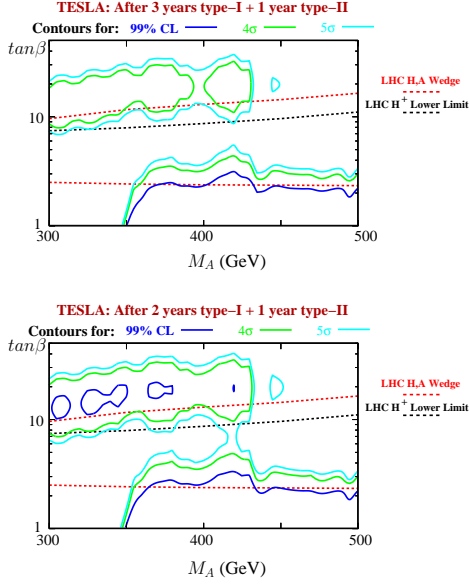 TESLA: After 3 years type–I + 1 year type–II
Contours for: 99% CL 4σ 5σ
tanβ
10
1
300 400 500
M_A (GeV)
LHC H,A Wedge
LHC H⁺ Lower Limit
TESLA: After 2 years type–I + 1 year type–II
Contours for: 99% CL 4σ 5σ
tanβ
10
1
300 400 500
M_A (GeV)
LHC H,A Wedge
LHC H⁺ Lower Limit